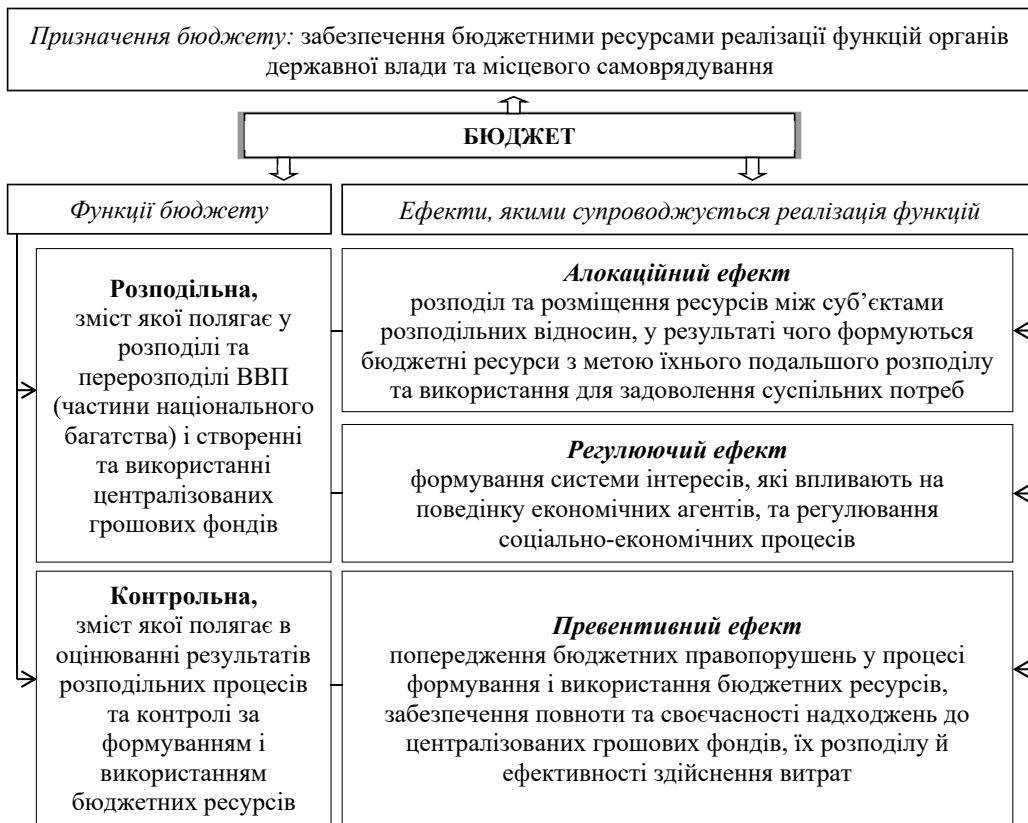 Призначення бюджету: забезпечення бюджетними ресурсами реалізації функцій органів
державної влади та місцевого самоврядування
БЮДЖЕТ
Функції бюджету
Ефекти, якими супроводжується реалізація функцій
Розподільна,
зміст якої полягає у
розподілі та
перерозподілі ВВП
(частини національного
багатства) і створенні
та використанні
централізованих
грошових фондів
Алокаційний ефект
розподіл та розміщення ресурсів між суб’єктами
розподільних відносин, у результаті чого формуються
бюджетні ресурси з метою їхнього подальшого розподілу
та використання для задоволення суспільних потреб
Регулюючий ефект
формування системи інтересів, які впливають на
поведінку економічних агентів, та регулювання
соціально-економічних процесів
Контрольна,
зміст якої полягає в
оцінюванні результатів
розподільних процесів
та контролі за
формуванням і
використанням
бюджетних ресурсів
Превентивний ефект
попередження бюджетних правопорушень у процесі
формування і використання бюджетних ресурсів,
забезпечення повноти та своєчасності надходжень до
централізованих грошових фондів, їх розподілу й
ефективності здійснення витрат